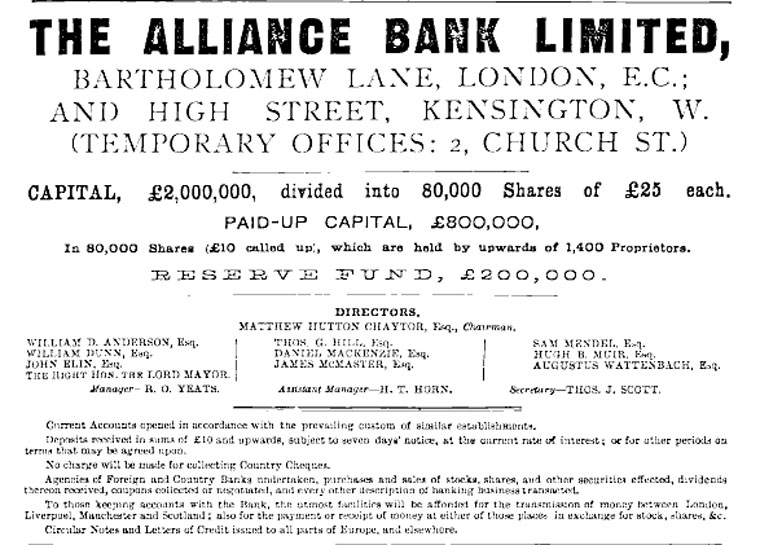 THE ALLIANCE BANK LIMITED,
BARTHOLOMEW LANE, LONDON, E.C.;
AND HIGH STREET, KENSINGTON, W.
(TEMPORARY OFFICES: 2, CHURCH ST.)
CAPITAL, £2,000,000, divided into 80,000 Shares of £25 each.
PAID-UP CAPITAL, £800,000,
In 80,000 Shares (£10 called up), which are held by upwards of 1,400 Proprietors.
RESERVE FUND, £200,000.
DIRECTORS.
MATTHEW HUTTON CHAYTOR, Esq., Chairman.
WILLIAM D. ANDERSON, Esq.
WILLIAM DUNN, Esq.
JOHN ELIN, Esq.
THE RIGHT HON. THE LORD MAYOR.
THOS. G. HILL, Esq.
DANIEL MACKENZIE, Esq.
JAMES McMASTER, Esq.
SAM MENDEL, Esq.
HUGH B. MUIR, Esq.
AUGUSTUS WATTENBACH, Esq.
Manager—R. O. YEATS. Assistant Manager—H. T. HORN. Secretary—THOS. J. SCOTT.
Current Accounts opened in accordance with the prevailing custom of similar establishments.
Deposits received in sums of £10 and upwards, subject to seven days' notice, at the current rate of interest; or for other periods on
terms that may be agreed upon.
No charge will be made for collecting Country Cheques.
Agencies of Foreign and Country Banks undertaken, purchases and sales of stocks, shares, and other securities effected, dividends
thereon received, coupons collected or negotiated, and every other description of banking business transacted.
To those keeping accounts with the Bank, the utmost facilities will be afforded for the transmission of money between London,
Liverpool, Manchester and Scotland; also for the payment or receipt of money at either of those places in exchange for stock, shares, &c.
Circular Notes and Letters of Credit issued to all parts of Europe, and elsewhere.